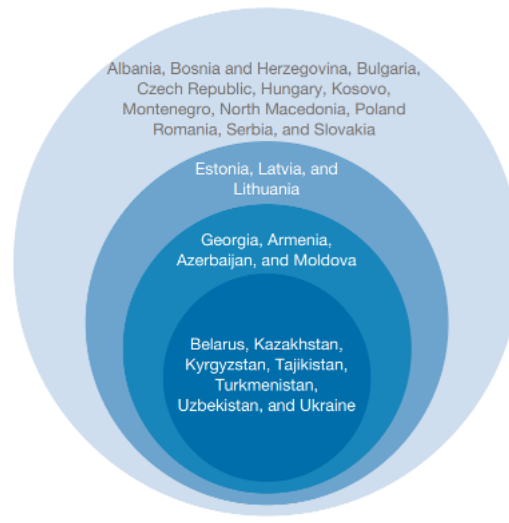 Albania, Bosnia and Herzegovina, Bulgaria,
Czech Republic, Hungary, Kosovo,
Montenegro, North Macedonia, Poland
Romania, Serbia, and Slovakia
Estonia, Latvia, and
Lithuania
Georgia, Armenia,
Azerbaijan, and Moldova
Belarus, Kazakhstan,
Kyrgyzstan, Tajikistan,
Turkmenistan,
Uzbekistan, and Ukraine